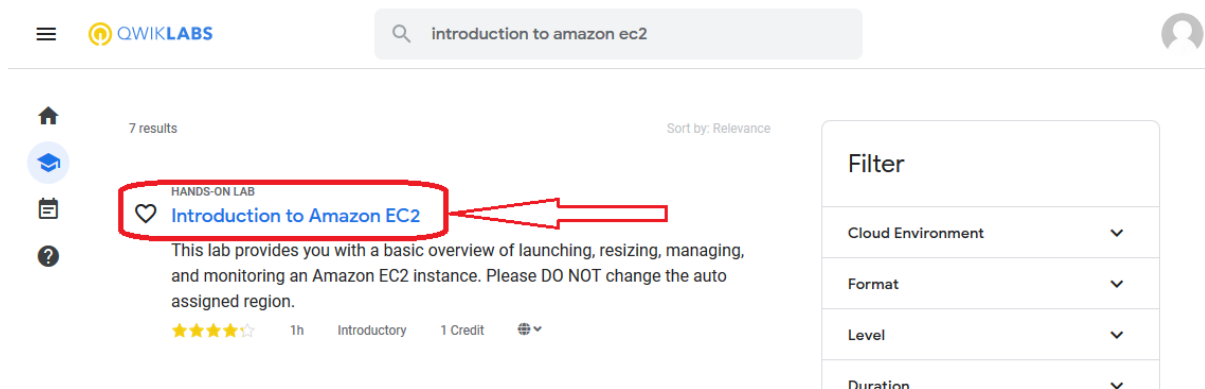 QWIKLABS
introduction to amazon ec2
7 results
Sort by: Relevance
HANDS-ON LAB
Introduction to Amazon EC2
This lab provides you with a basic overview of launching, resizing, managing,
and monitoring an Amazon EC2 instance. Please DO NOT change the auto
assigned region.
1h Introductory 1 Credit
Filter
Cloud Environment
Format
Level
Duration